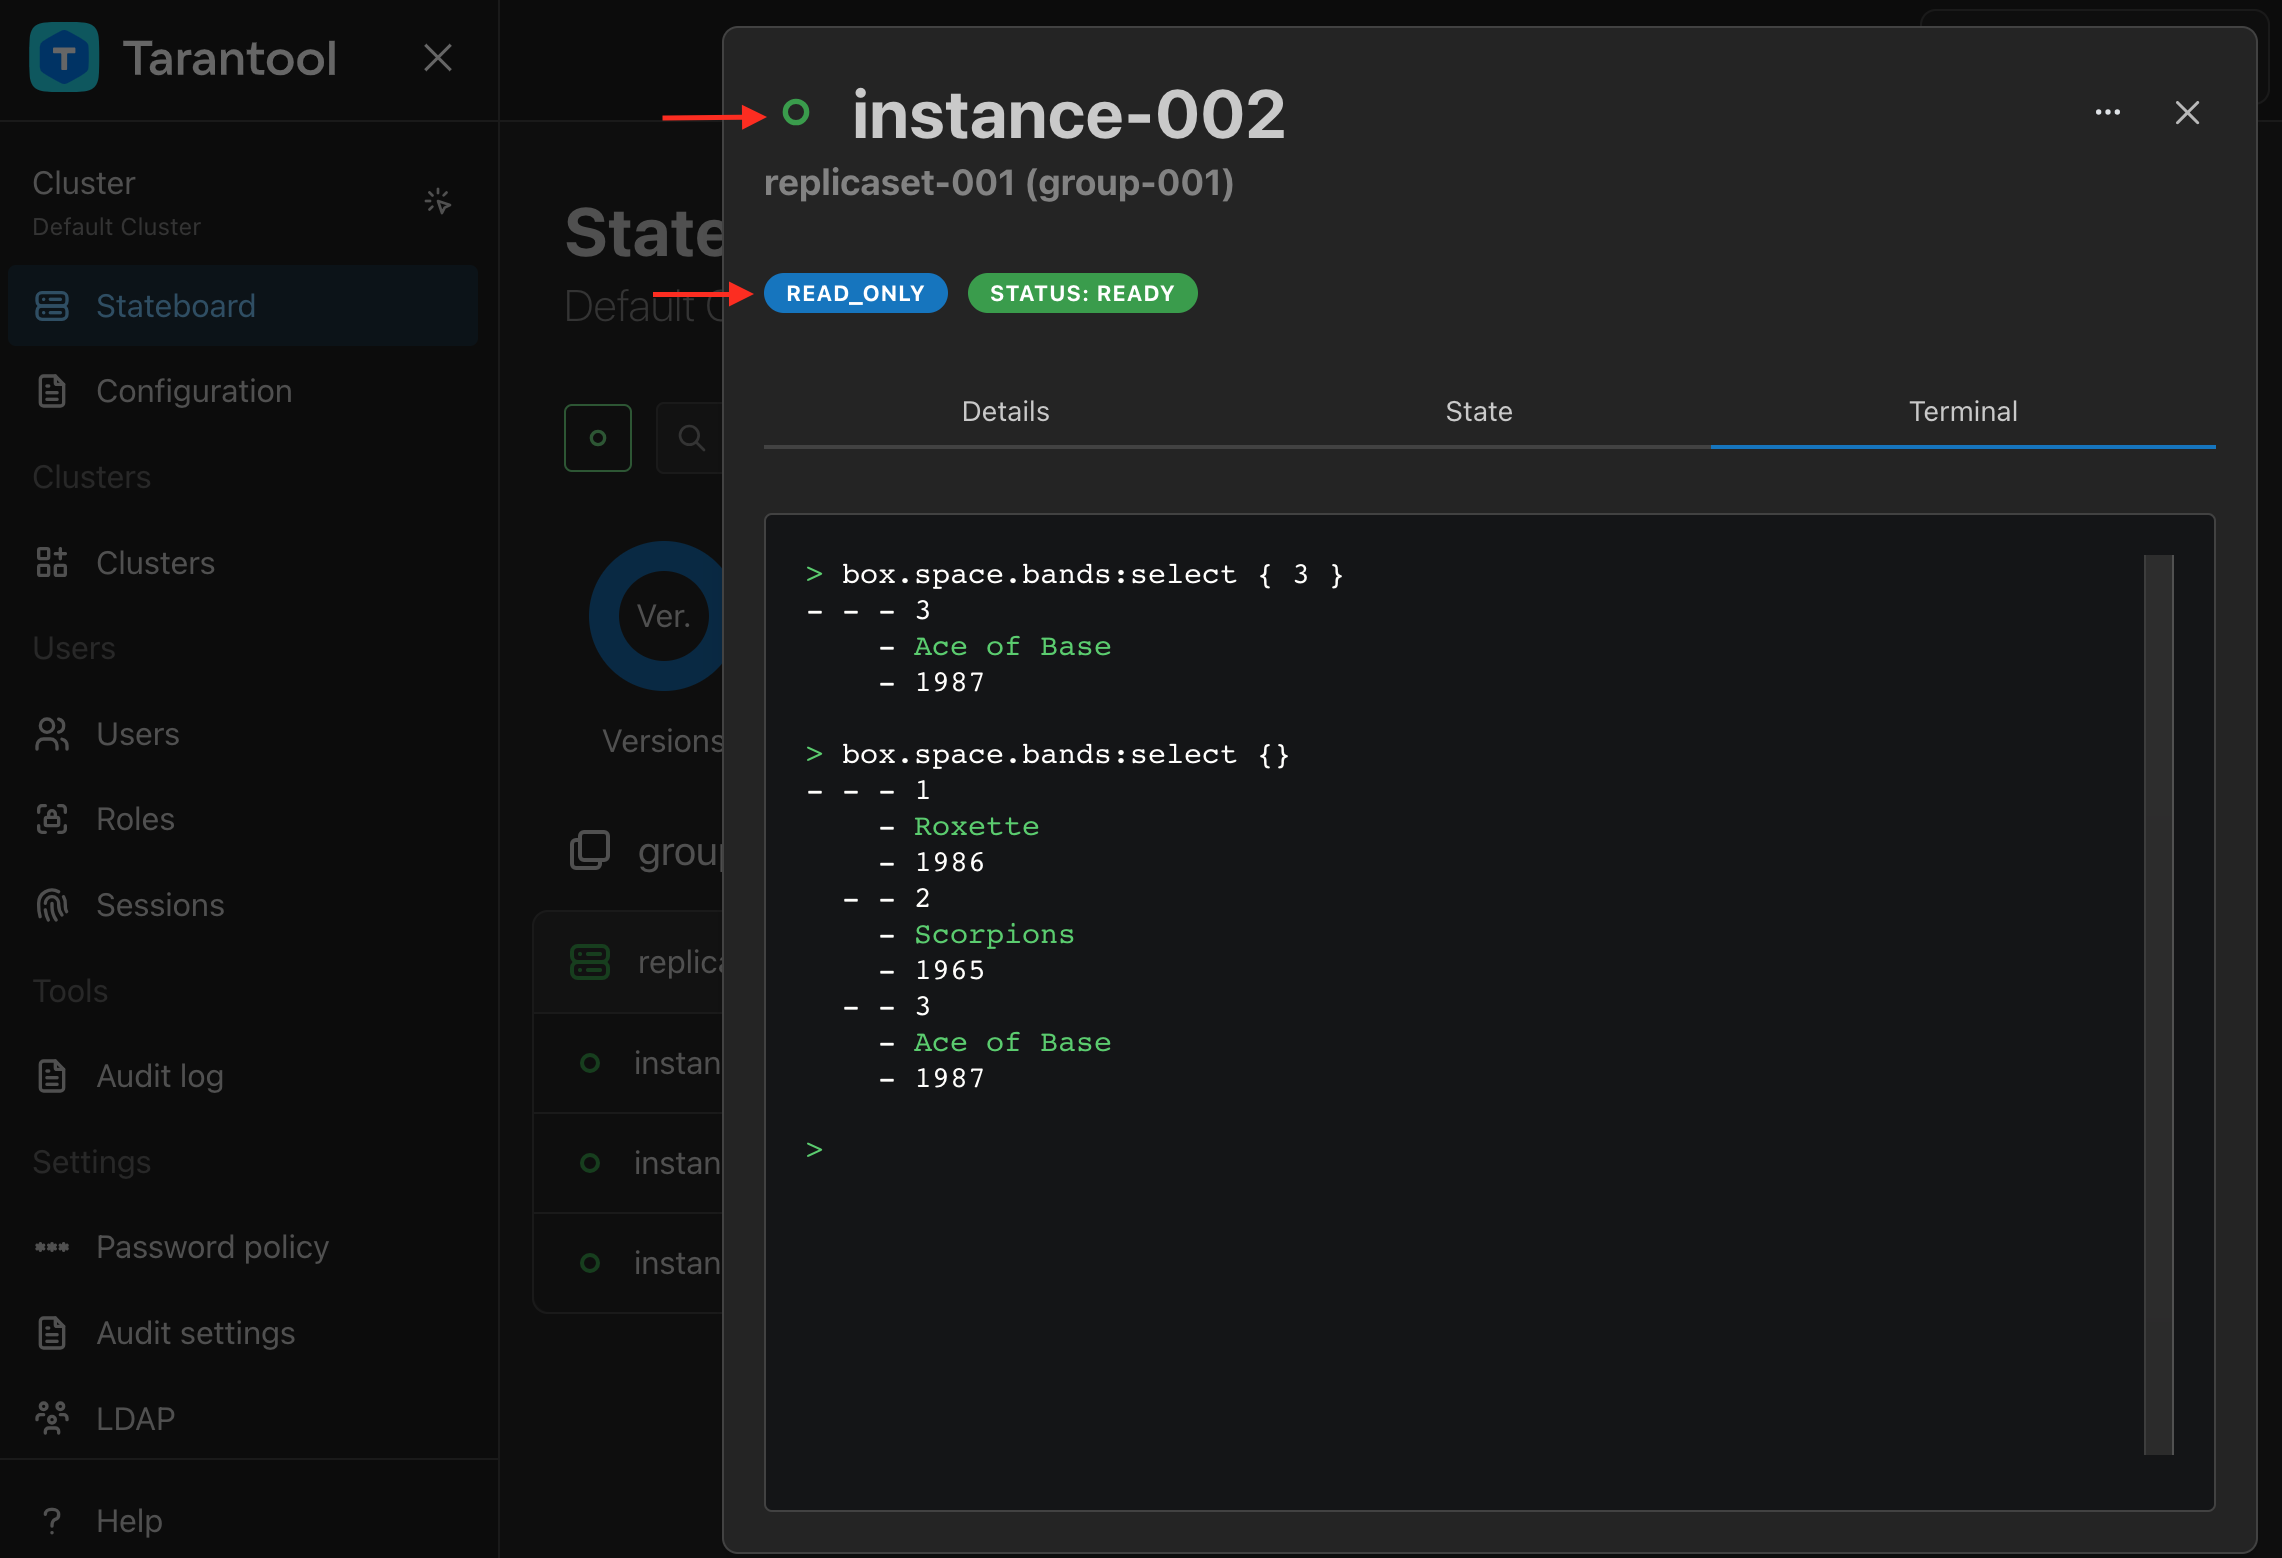 Tarantool
Cluster
Default Cluster
Stateboard
Configuration
Clusters
Clusters
Users
Users
Roles
Sessions
Tools
Audit log
Settings
Password policy
Audit settings
LDAP
? Help
State
Default C
Ver.
Versions
group
replica
instan
instan
instan
instance-002
replicaset-001 (group-001)
READ_ONLY STATUS: READY
Details State Terminal
> box.space.bands:select { 3 }
- - - 3
- Ace of Base
- 1987
> box.space.bands:select {}
- - - 1
- Roxette
- 1986
- - 2
- Scorpions
- 1965
- - 3
- Ace of Base
- 1987
>